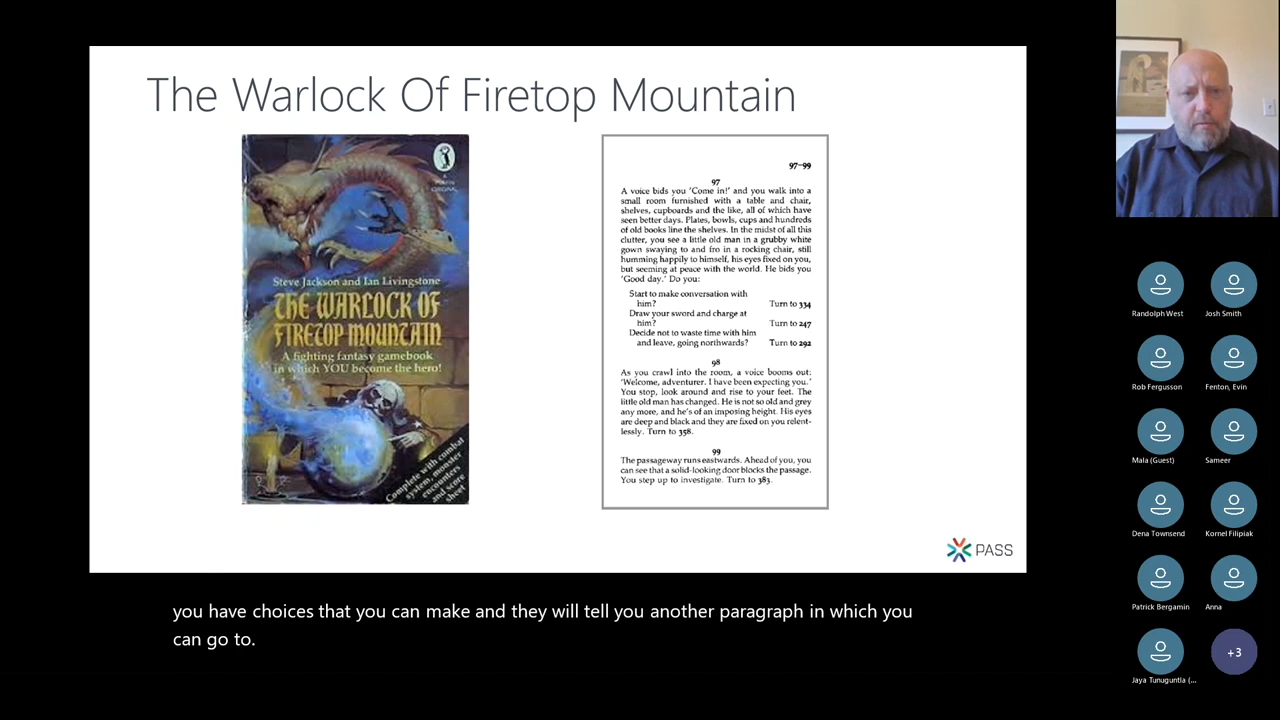 The Warlock Of Firetop Mountain
A
PUFFIN
ORIGINAL
Steve Jackson and Ian Livingstone
THE WARLOCK OF
FIRETOP MOUNTAIN
A fighting fantasy gamebook
in which YOU become the hero!
Complete with combat
system, monster
encounters
and score
sheet
97–99
97
A voice bids you 'Come in!' and you walk into a
small room furnished with a table and chair,
shelves, cupboards and the like, all of which have
seen better days. Plates, bowls, cups and hundreds
of old books line the shelves. In the midst of all this
clutter, you see a little old man in a grubby white
gown swaying to and fro in a rocking chair, still
humming happily to himself, his eyes fixed on you,
but seeming at peace with the world. He bids you
'Good day.' Do you:
Start to make conversation with
him? Turn to 334
Draw your sword and charge at
him? Turn to 247
Decide not to waste time with him
and leave, going northwards? Turn to 292
98
As you crawl into the room, a voice booms out:
'Welcome, adventurer. I have been expecting you.'
You stop, look around and rise to your feet. The
little old man has changed. He is not so old and grey
any more, and he's of an imposing height. His eyes
are deep and black and they are fixed on you relent-
lessly. Turn to 358.
99
The passageway runs eastwards. Ahead of you, you
can see that a solid-looking door blocks the passage.
You step up to investigate. Turn to 383.
PASS
you have choices that you can make and they will tell you another paragraph in which you
can go to.
Randolph West
Josh Smith
Rob Fergusson
Fenton, Evin
Mala (Guest)
Sameer
Dena Townsend
Kornel Filipiak
Patrick Bergamin
Anna
Jaya Tunuguntla (...
+3